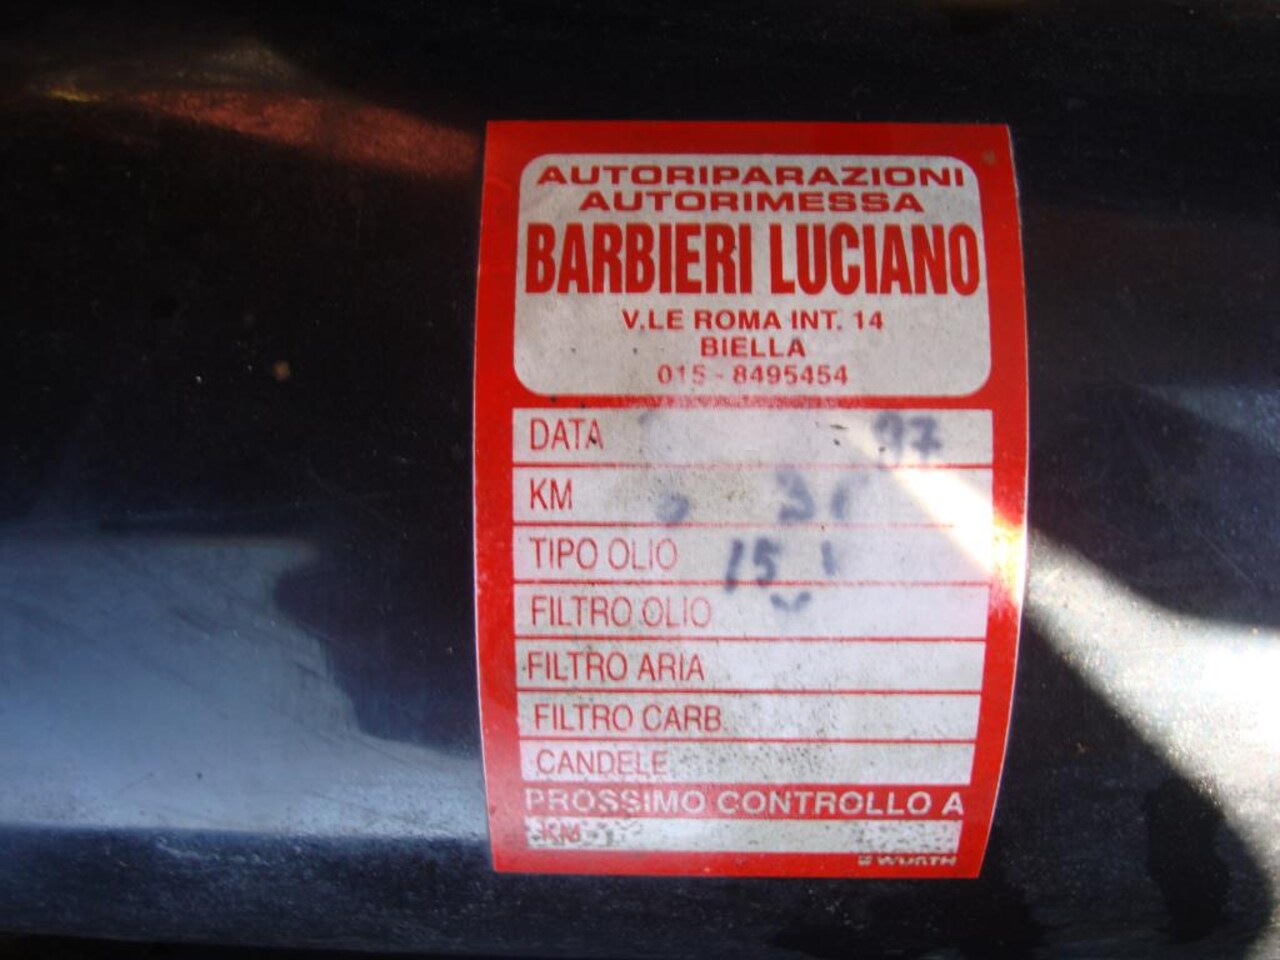 AUTORIPARAZIONI
AUTORIMESSA
BARBIERI LUCIANO
V.LE ROMA INT. 14
BIELLA
015 - 8495454
DATA 97
KM
TIPO OLIO 15
FILTRO OLIO
FILTRO ARIA
FILTRO CARB.
CANDELE
PROSSIMO CONTROLLO A
KM
WÜRTH